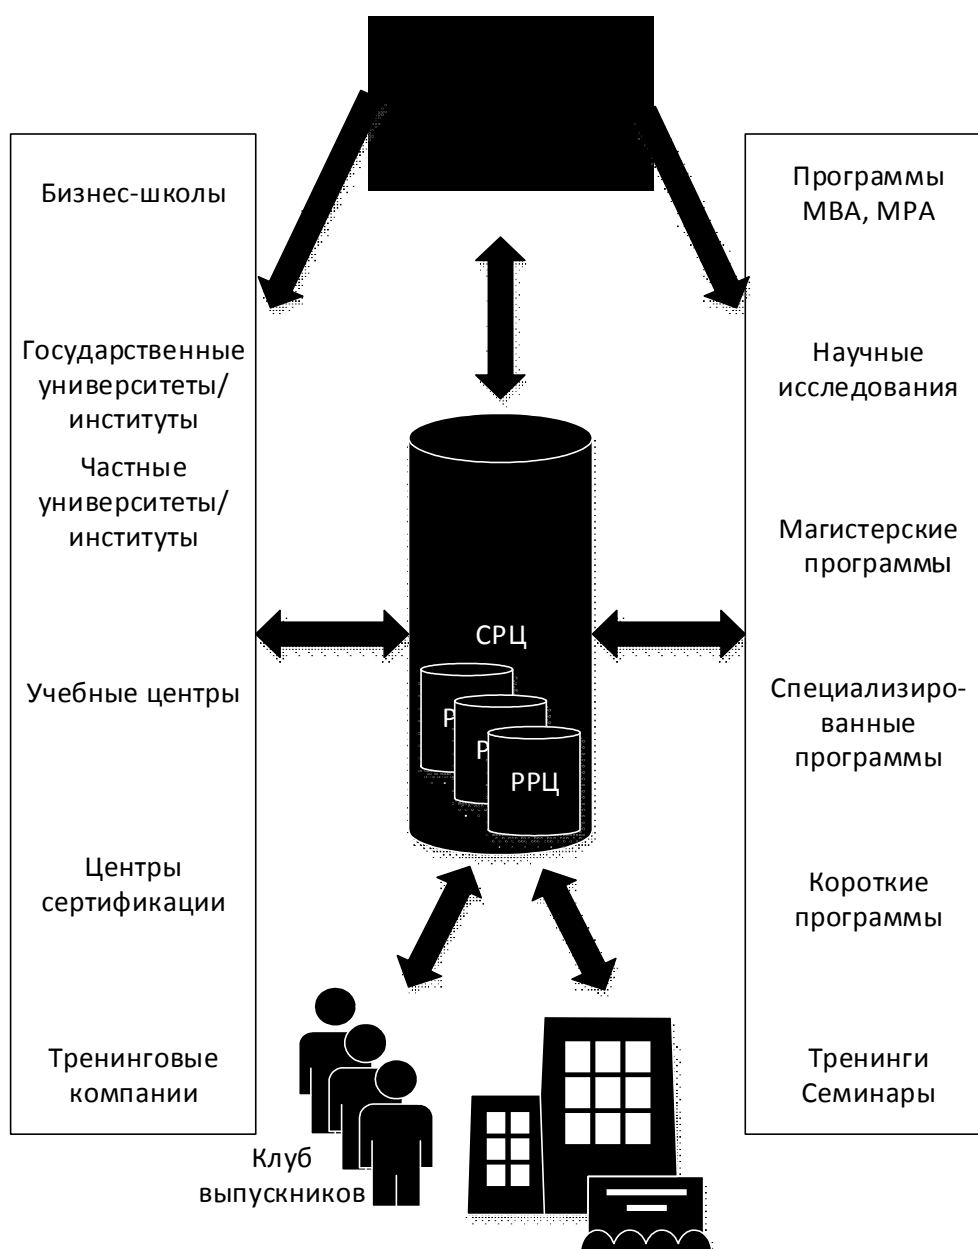 Бизнес-школы
Государственные
университеты/
институты
Частные
университеты/
институты
Учебные центры
Центры
сертификации
Тренинговые
компании
СРЦ
РРЦ
Клуб
выпускников
Программы
MBA, MPA
Научные
исследования
Магистерские
программы
Специализиро-
ванные
программы
Короткие
программы
Тренинги
Семинары